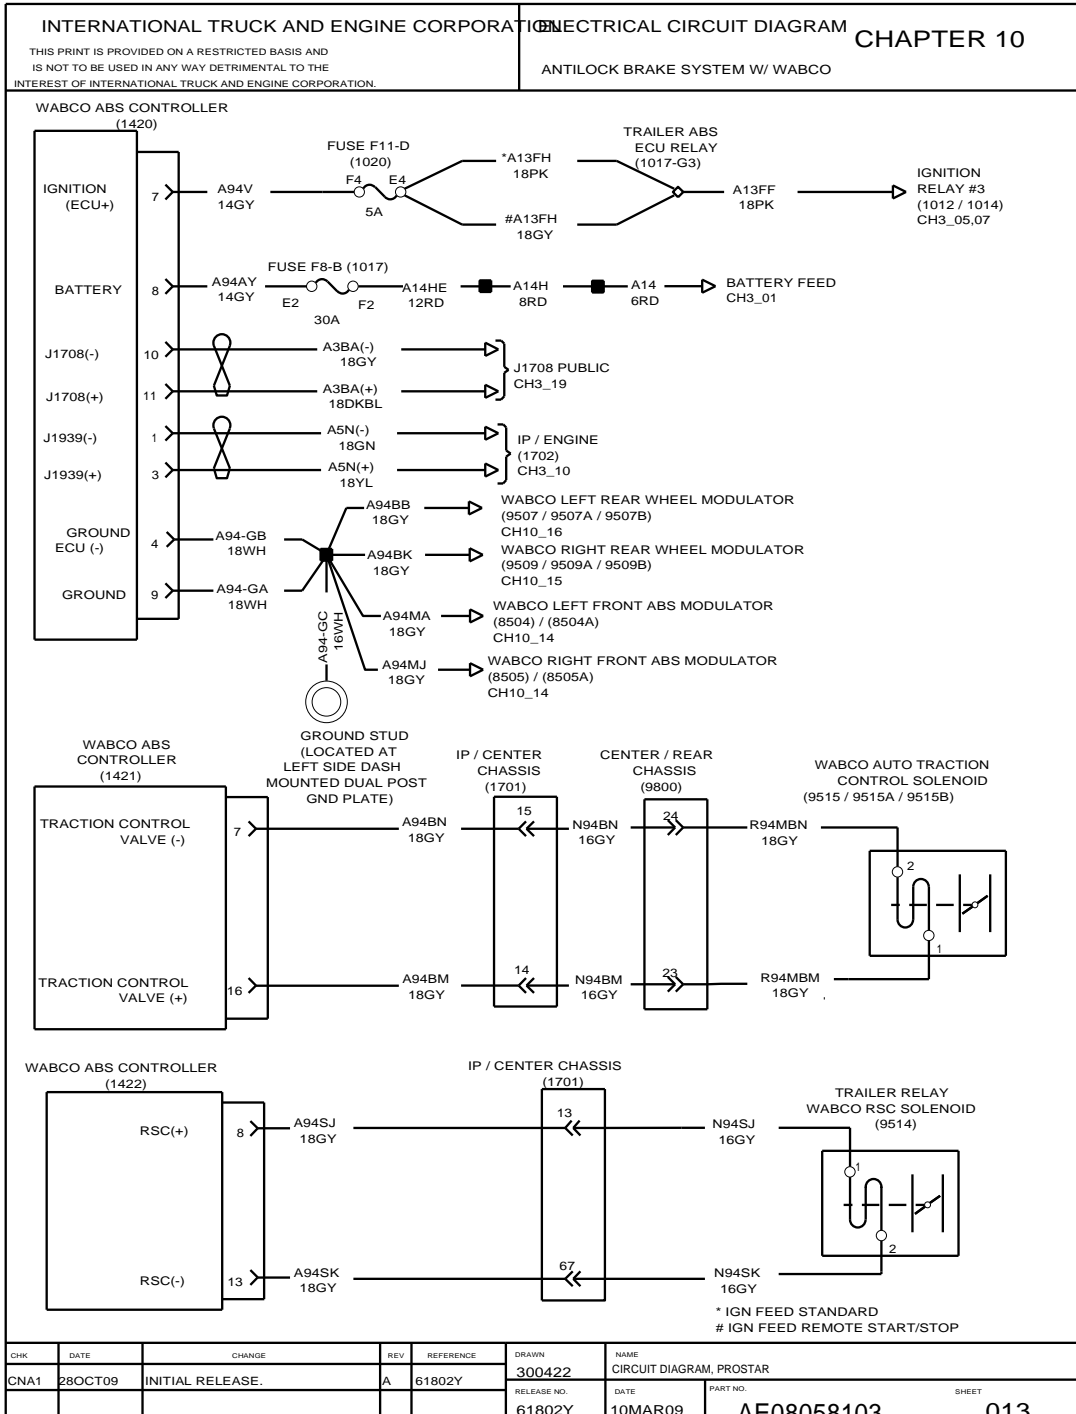 INTERNATIONAL TRUCK AND ENGINE CORPORATION
ELECTRICAL CIRCUIT DIAGRAM
CHAPTER 10
THIS PRINT IS PROVIDED ON A RESTRICTED BASIS AND
IS NOT TO BE USED IN ANY WAY DETRIMENTAL TO THE
INTEREST OF INTERNATIONAL TRUCK AND ENGINE CORPORATION.
ANTILOCK BRAKE SYSTEM W/ WABCO
WABCO ABS CONTROLLER
(1420)
IGNITION
(ECU+)
7
A94V
14GY
FUSE F11-D
(1020)
F4
E4
5A
*A13FH
18PK
#A13FH
18GY
TRAILER ABS
ECU RELAY
(1017-G3)
A13FF
18PK
IGNITION
RELAY #3
(1012 / 1014)
CH3_05,07
BATTERY
8
A94AY
14GY
FUSE F8-B (1017)
E2
F2
30A
A14HE
12RD
A14H
8RD
A14
6RD
BATTERY FEED
CH3_01
J1708(-)
10
A3BA(-)
18GY
J1708(+)
11
A3BA(+)
18DKBL
J1708 PUBLIC
CH3_19
J1939(-)
1
A5N(-)
18GN
J1939(+)
3
A5N(+)
18YL
IP / ENGINE
(1702)
CH3_10
GROUND
ECU (-)
4
A94-GB
18WH
GROUND
9
A94-GA
18WH
A94-GC
16WH
A94BB
18GY
WABCO LEFT REAR WHEEL MODULATOR
(9507 / 9507A / 9507B)
CH10_16
A94BK
18GY
WABCO RIGHT REAR WHEEL MODULATOR
(9509 / 9509A / 9509B)
CH10_15
A94MA
18GY
WABCO LEFT FRONT ABS MODULATOR
(8504) / (8504A)
CH10_14
A94MJ
18GY
WABCO RIGHT FRONT ABS MODULATOR
(8505) / (8505A)
CH10_14
GROUND STUD
(LOCATED AT
LEFT SIDE DASH
MOUNTED DUAL POST
GND PLATE)
WABCO ABS
CONTROLLER
(1421)
IP / CENTER
CHASSIS
(1701)
CENTER / REAR
CHASSIS
(9800)
WABCO AUTO TRACTION
CONTROL SOLENOID
(9515 / 9515A / 9515B)
TRACTION CONTROL
VALVE (-)
7
A94BN
18GY
15
N94BN
16GY
24
R94MBN
18GY
2
1
TRACTION CONTROL
VALVE (+)
16
A94BM
18GY
14
N94BM
16GY
23
R94MBM
18GY
WABCO ABS CONTROLLER
(1422)
IP / CENTER CHASSIS
(1701)
TRAILER RELAY
WABCO RSC SOLENOID
(9514)
RSC(+)
8
A94SJ
18GY
13
N94SJ
16GY
1
2
RSC(-)
13
A94SK
18GY
67
N94SK
16GY
* IGN FEED STANDARD
# IGN FEED REMOTE START/STOP
CHK DATE CHANGE REV REFERENCE DRAWN NAME
CNA1 28OCT09 INITIAL RELEASE. A 61802Y 300422 CIRCUIT DIAGRAM, PROSTAR
RELEASE NO. DATE PART NO. SHEET
61802Y 10MAR09 AE08058103 013